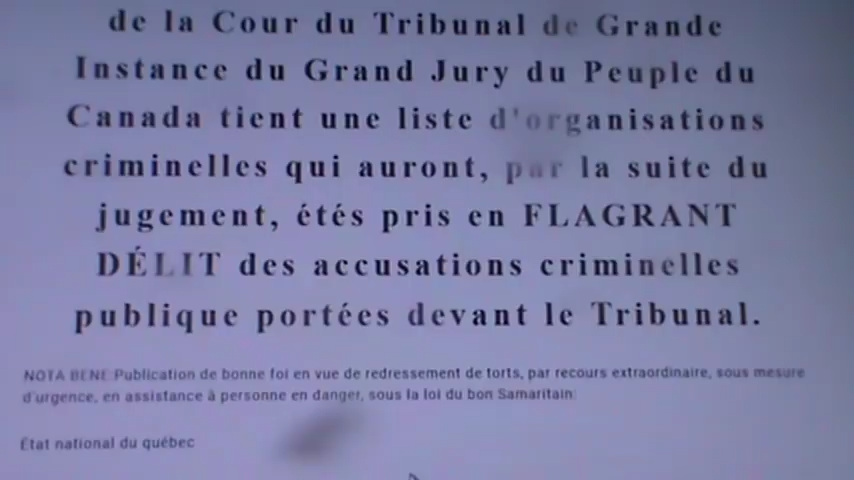 de la Cour du Tribunal de Grande
Instance du Grand Jury du Peuple du
Canada tient une liste d'organisations
criminelles qui auront, par la suite du
jugement, étés pris en FLAGRANT
DÉLIT des accusations criminelles
publique portées devant le Tribunal.
NOTA BENE Publication de bonne foi en vue de redressement de torts, par recours extraordinaire, sous mesure
d'urgence, en assistance à personne en danger, sous la loi du bon Samaritain.
État national du québec